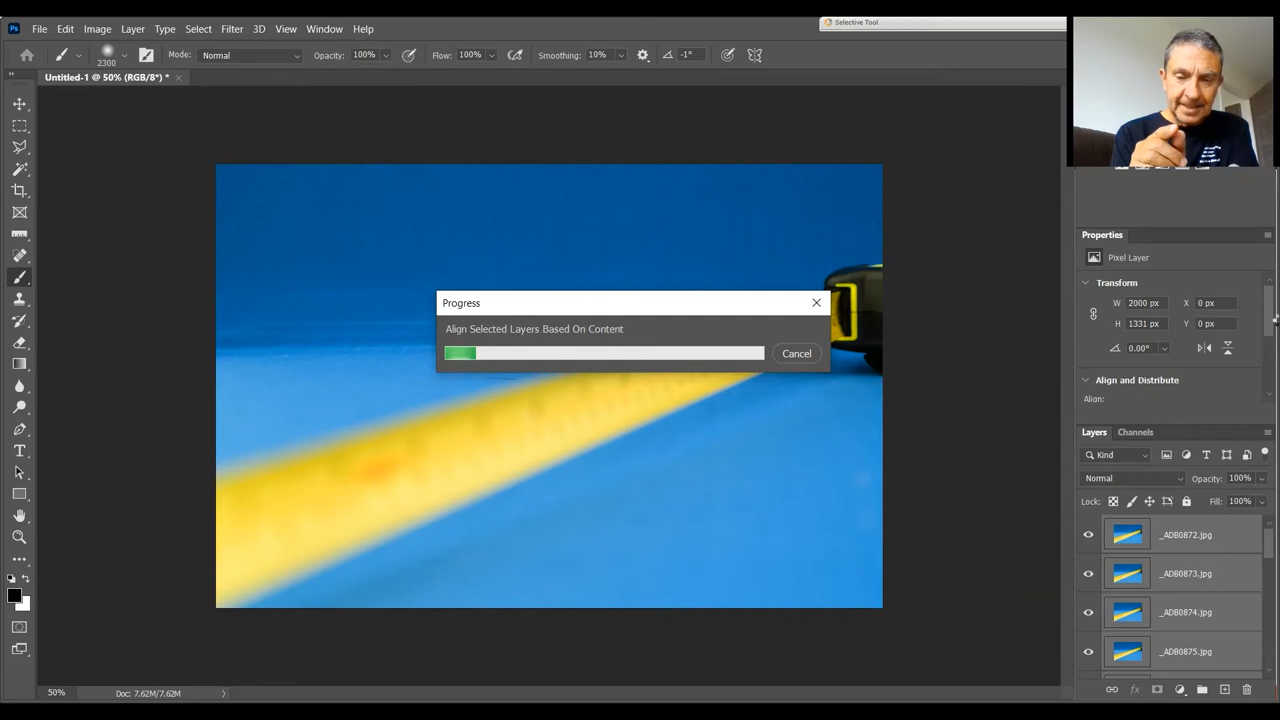 Ps File Edit Image Layer Type Select Filter 3D View Window Help
Selective Tool
2300 Mode: Normal Opacity: 100% Flow: 100% Smoothing: 10% -1°
Untitled-1 @ 50% (RGB/8*) *
Properties
Pixel Layer
Transform
W 2000 px X 0 px
H 1331 px Y 0 px
0.00°
Align and Distribute
Align:
Progress
Align Selected Layers Based On Content
Cancel
Layers Channels
Kind
Normal Opacity: 100%
Lock: Fill: 100%
_ADB0872.jpg
_ADB0873.jpg
_ADB0874.jpg
_ADB0875.jpg
50% Doc: 7.62M/7.62M